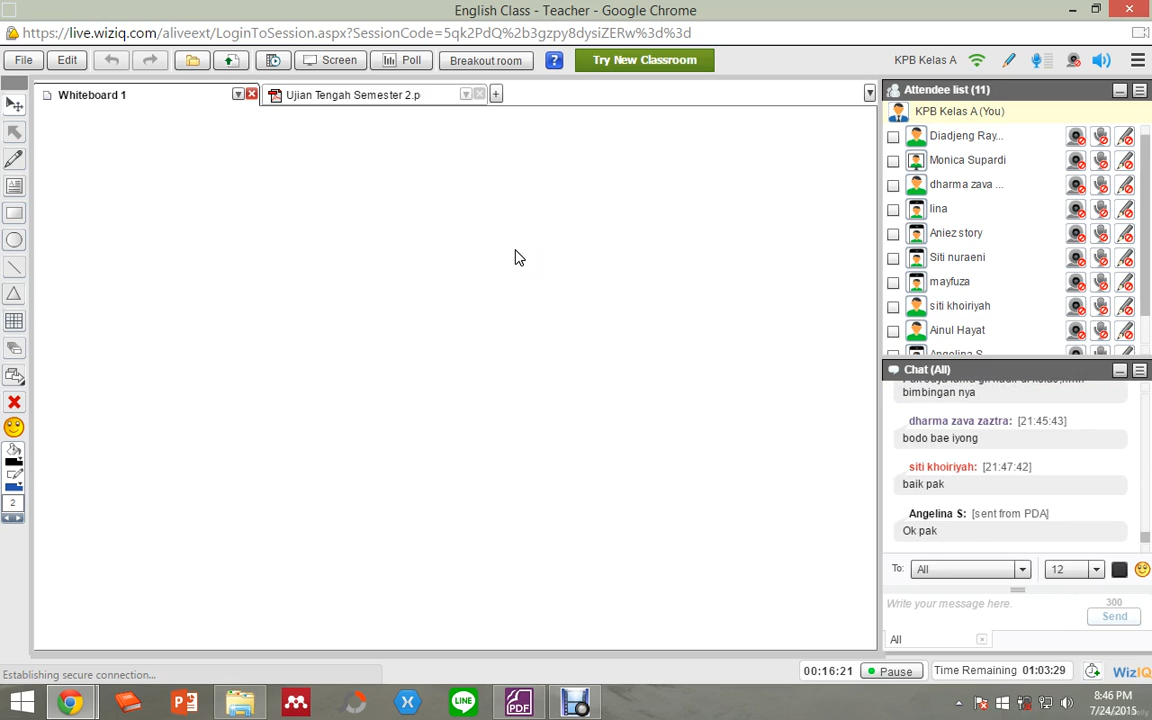 English Class - Teacher - Google Chrome
https://live.wiziq.com/aliveext/LoginToSession.aspx?SessionCode=5qk2PdQ%2b3gzpy8dysiZERw%3d%3d
File Edit Screen Poll Breakout room ? Try New Classroom KPB Kelas A
Whiteboard 1 Ujian Tengah Semester 2.p
Attendee list (11)
KPB Kelas A (You)
Diadjeng Ray...
Monica Supardi
dharma zava ...
lina
Aniez story
Siti nuraeni
mayfuza
siti khoiriyah
Ainul Hayat
Angelina S
Chat (All)
bimbingan nya
dharma zava zaztra: [21:45:43]
bodo bae iyong
siti khoiriyah: [21:47:42]
baik pak
Angelina S: [sent from PDA]
Ok pak
2
To: All 12
Write your message here. 300
Send
All
Establishing secure connection...
00:16:21 Pause Time Remaining 01:03:29 WizIQ
PDF
LINE
8:46 PM
7/24/2015